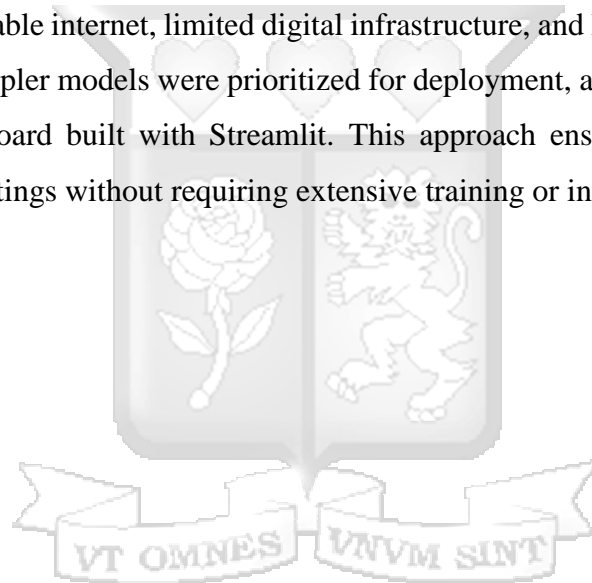 able internet, limited digital infrastructure, and
pler models were prioritized for deployment, a
oard built with Streamlit. This approach ens
tings without requiring extensive training or in
VT OMNES VNVM SINT